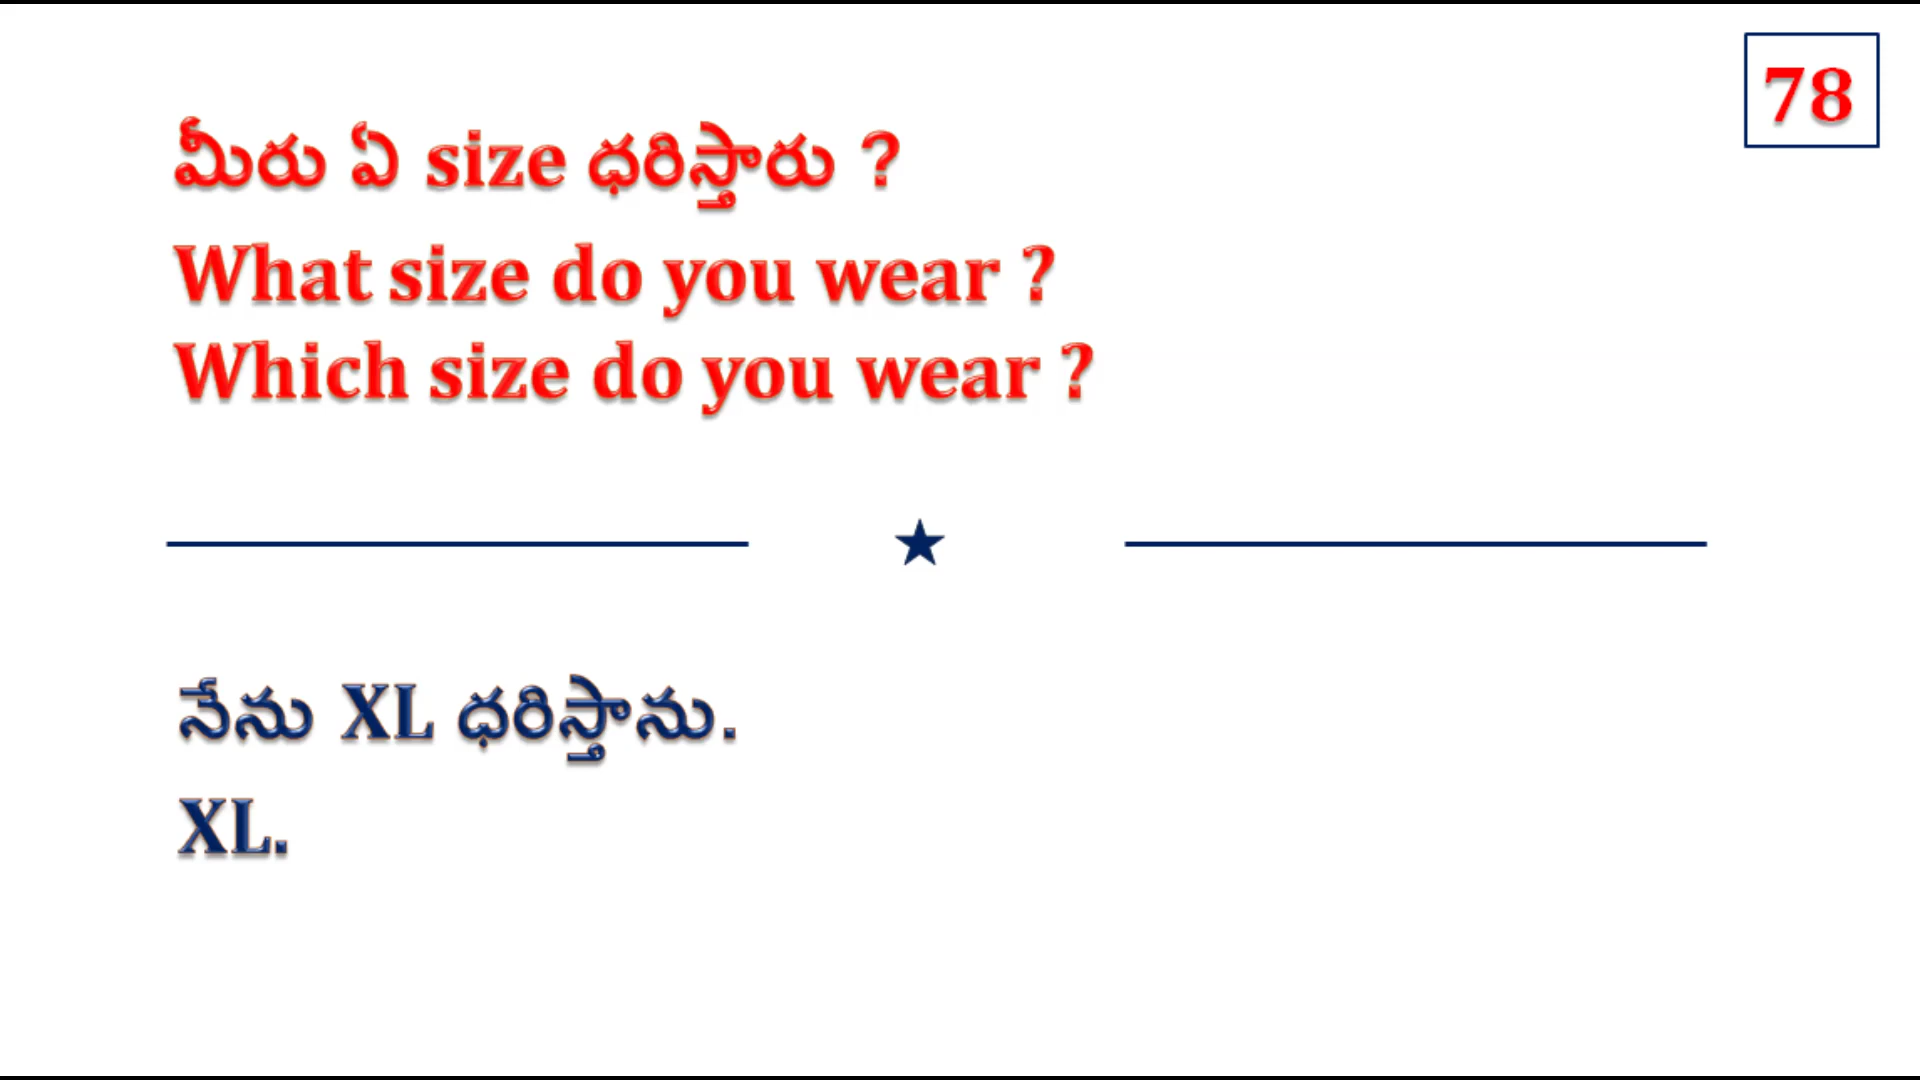 78
మీరు ఏ size ధరిస్తారు ?
What size do you wear ?
Which size do you wear ?
నేను XL ధరిస్తాను.
XL.